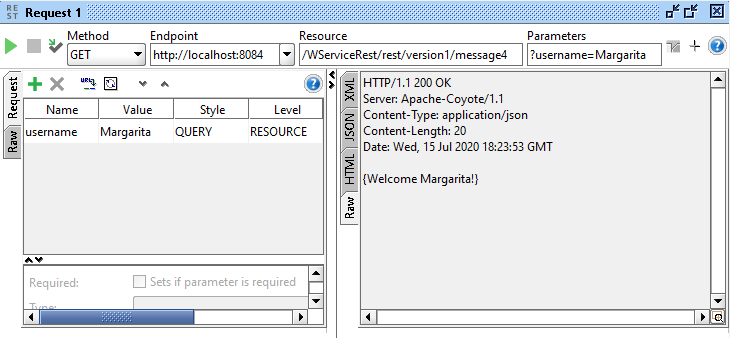 RE ST Request 1
Method Endpoint Resource Parameters
GET http://localhost:8084 /WServiceRest/rest/version1/message4 ?username=Margarita
Request
Raw
URL
Name Value Style Level
username Margarita QUERY RESOURCE
Required: Sets if parameter is required
Type:
XML
JSON
HTML
Raw
HTTP/1.1 200 OK
Server: Apache-Coyote/1.1
Content-Type: application/json
Content-Length: 20
Date: Wed, 15 Jul 2020 18:23:53 GMT
{Welcome Margarita!}